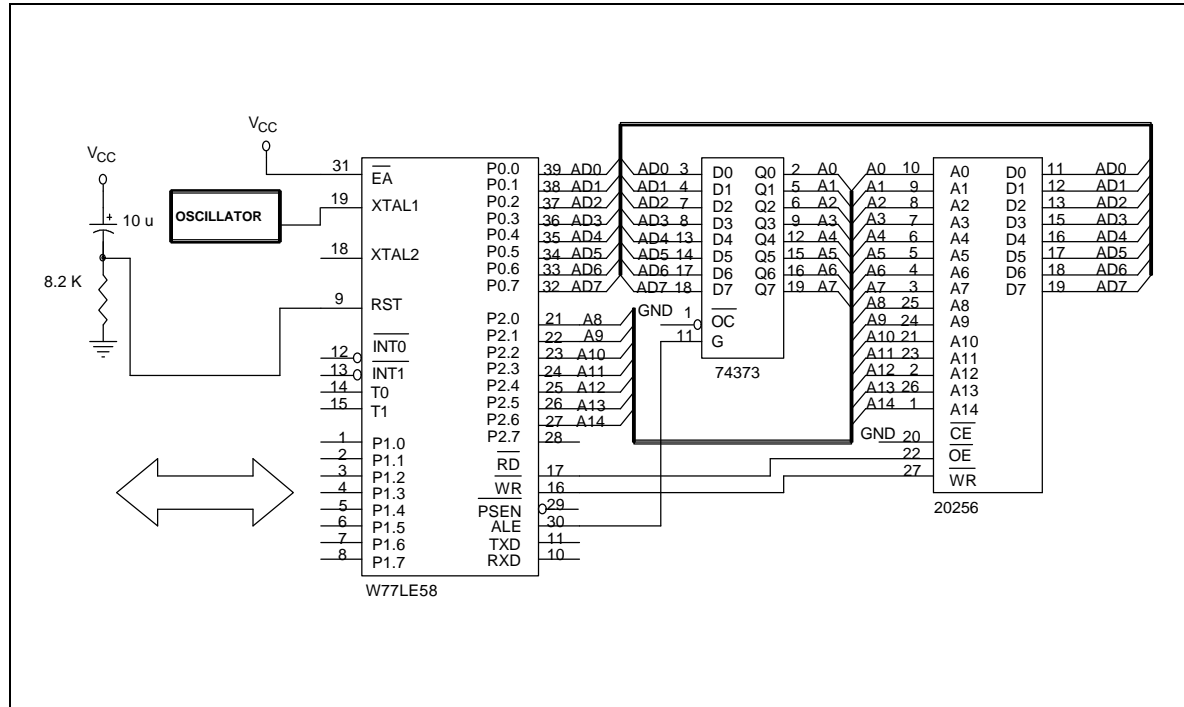 VCC
VCC
10 u
8.2 K
OSCILLATOR
31 EA
19 XTAL1
18 XTAL2
9 RST
12 INT0
13 INT1
14 T0
15 T1
1 P1.0
2 P1.1
3 P1.2
4 P1.3
5 P1.4
6 P1.5
7 P1.6
8 P1.7
P0.0 39 AD0
P0.1 38 AD1
P0.2 37 AD2
P0.3 36 AD3
P0.4 35 AD4
P0.5 34 AD5
P0.6 33 AD6
P0.7 32 AD7
P2.0 21 A8
P2.1 22 A9
P2.2 23 A10
P2.3 24 A11
P2.4 25 A12
P2.5 26 A13
P2.6 27 A14
P2.7 28
RD 17
WR 16
PSEN 29
ALE 30
TXD 11
RXD 10
W77LE58
AD0 3 D0 Q0 2 A0
AD1 4 D1 Q1 5 A1
AD2 7 D2 Q2 6 A2
AD3 8 D3 Q3 9 A3
AD4 13 D4 Q4 12 A4
AD5 14 D5 Q5 15 A5
AD6 17 D6 Q6 16 A6
AD7 18 D7 Q7 19 A7
GND 1 OC
11 G
74373
A0 10 A0 D0 11 AD0
A1 9 A1 D1 12 AD1
A2 8 A2 D2 13 AD2
A3 7 A3 D3 15 AD3
A4 6 A4 D4 16 AD4
A5 5 A5 D5 17 AD5
A6 4 A6 D6 18 AD6
A7 3 A7 D7 19 AD7
A8 25 A8
A9 24 A9
A10 21 A10
A11 23 A11
A12 2 A12
A13 26 A13
A14 1 A14
GND 20 CE
22 OE
27 WR
20256